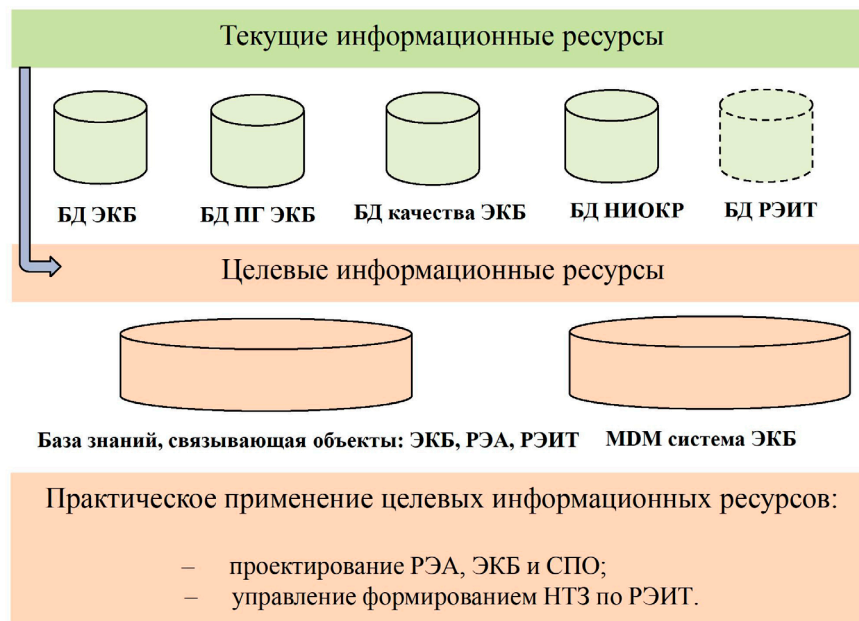 Текущие информационные ресурсы
БД ЭКБ
БД ПГ ЭКБ
БД качества ЭКБ
БД НИОКР
БД РЭИТ
Целевые информационные ресурсы
База знаний, связывающая объекты: ЭКБ, РЭА, РЭИТ
MDM система ЭКБ
Практическое применение целевых информационных ресурсов:
– проектирование РЭА, ЭКБ и СПО;
– управление формированием НТЗ по РЭИТ.